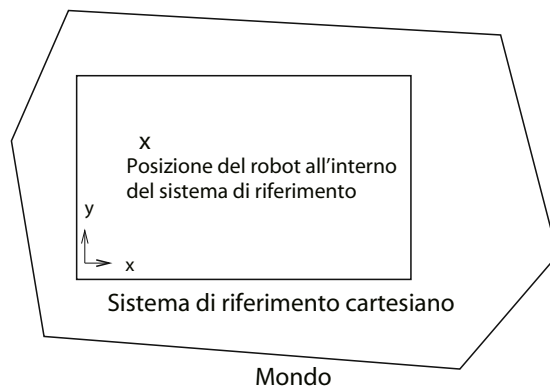 x
Posizione del robot all'interno
del sistema di riferimento
y
x
Sistema di riferimento cartesiano
Mondo